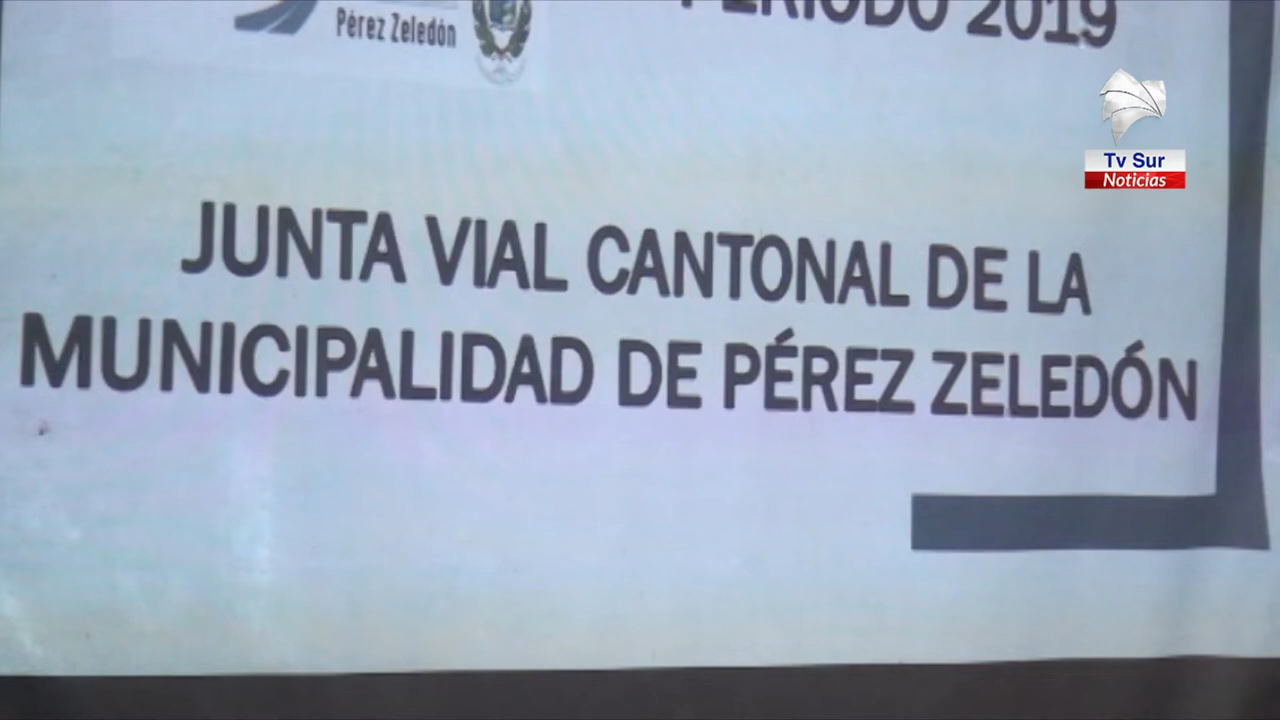 Pérez Zeledón
PERIODO 2019
Tv Sur
Noticias
JUNTA VIAL CANTONAL DE LA
MUNICIPALIDAD DE PÉREZ ZELEDÓN